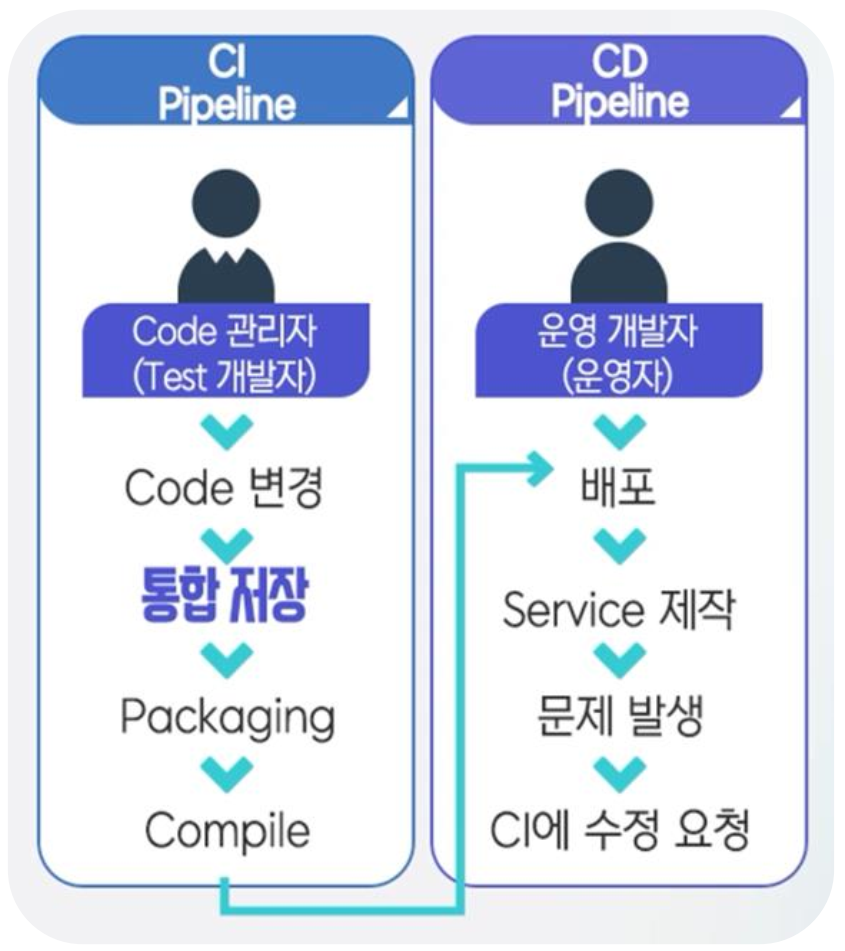 CI
Pipeline
Code 관리자
(Test 개발자)
Code 변경
통합 저장
Packaging
Compile
CD
Pipeline
운영 개발자
(운영자)
배포
Service 제작
문제 발생
CI에 수정 요청